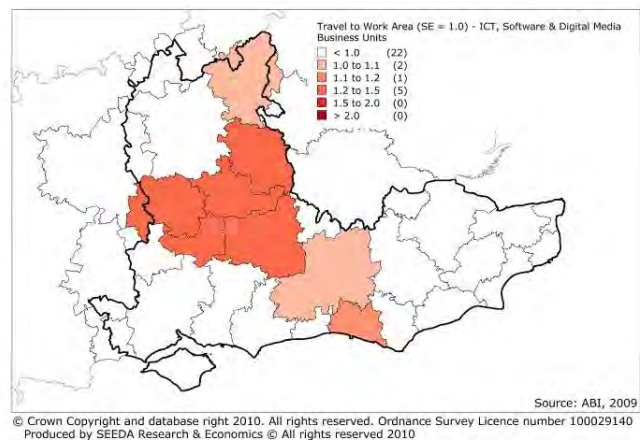 Travel to Work Area (SE = 1.0) - ICT, Software & Digital Media
Business Units
< 1.0 (22)
1.0 to 1.1 (2)
1.1 to 1.2 (1)
1.2 to 1.5 (5)
1.5 to 2.0 (0)
> 2.0 (0)
Source: ABI, 2009
© Crown Copyright and database right 2010. All rights reserved. Ordnance Survey Licence number 100029140
Produced by SEEDA Research & Economics © All rights reserved 2010